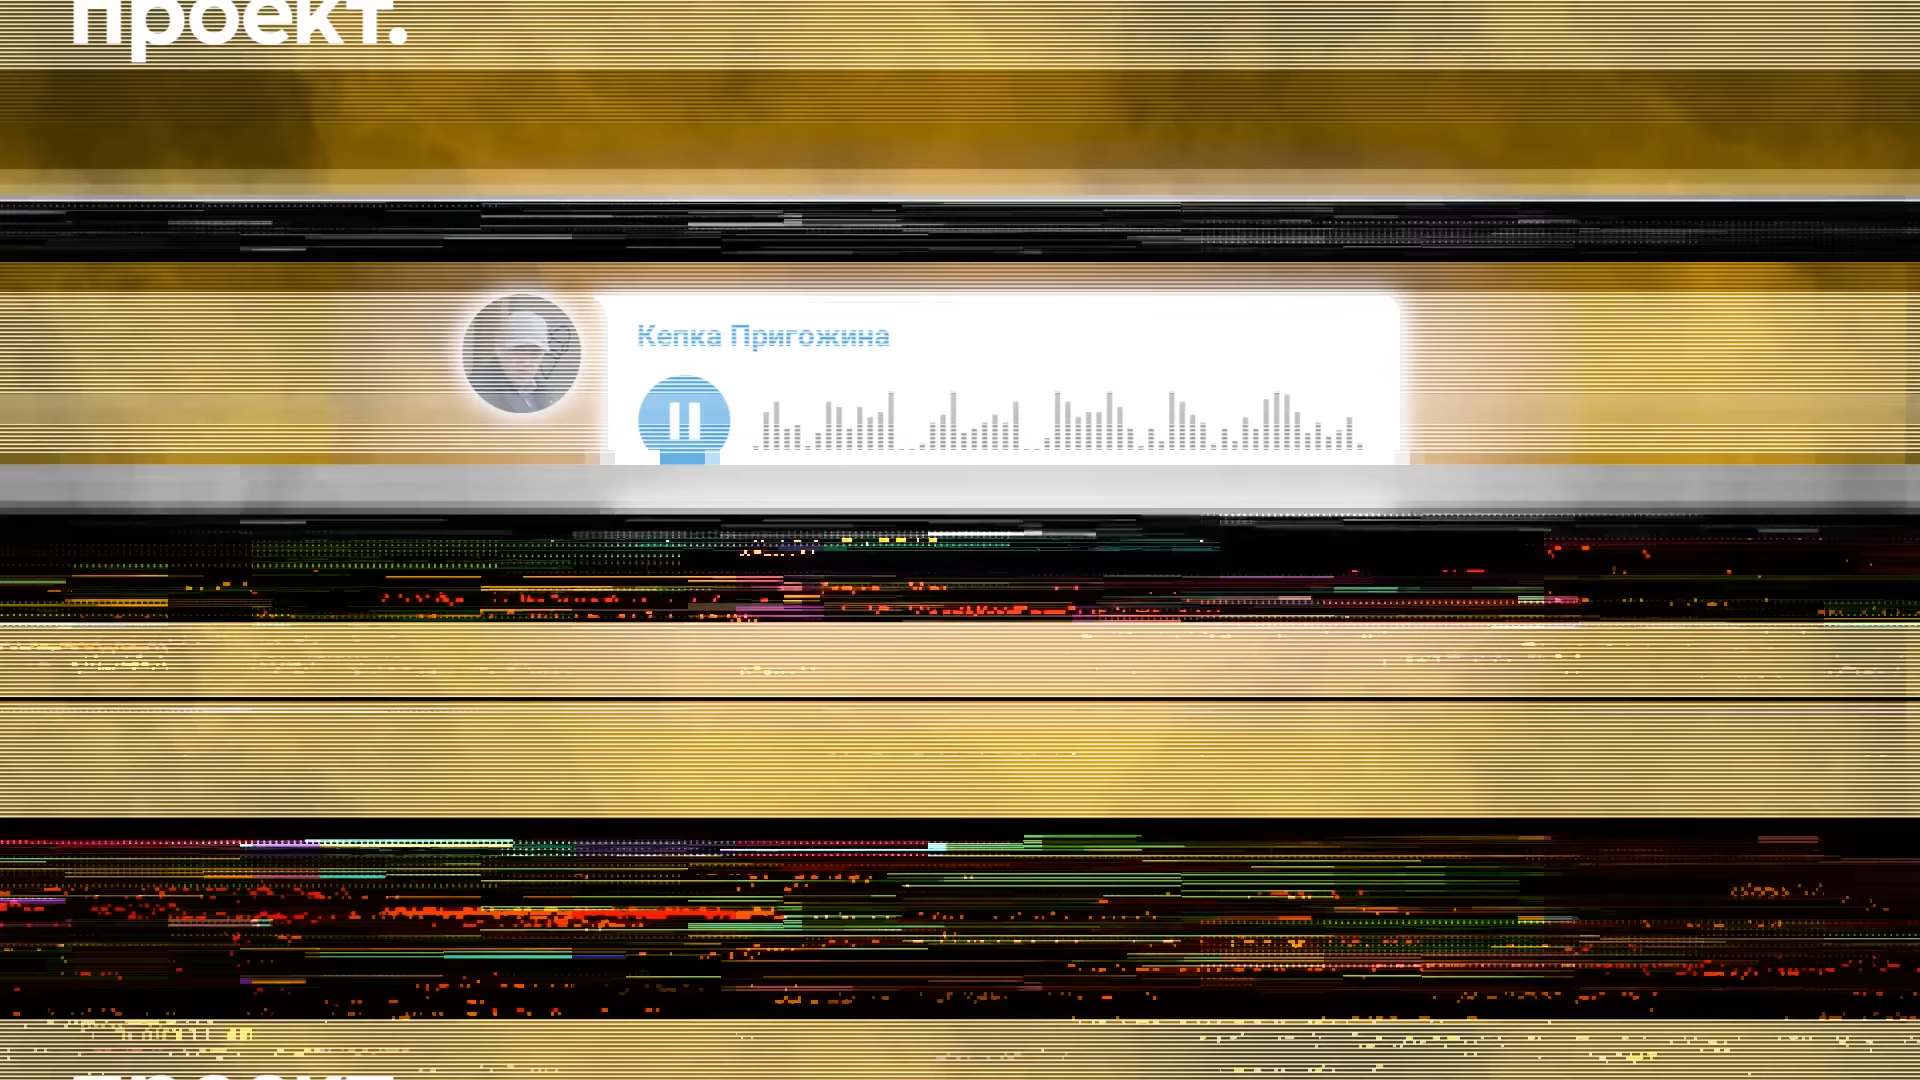 проект.
Кепка Пригожина